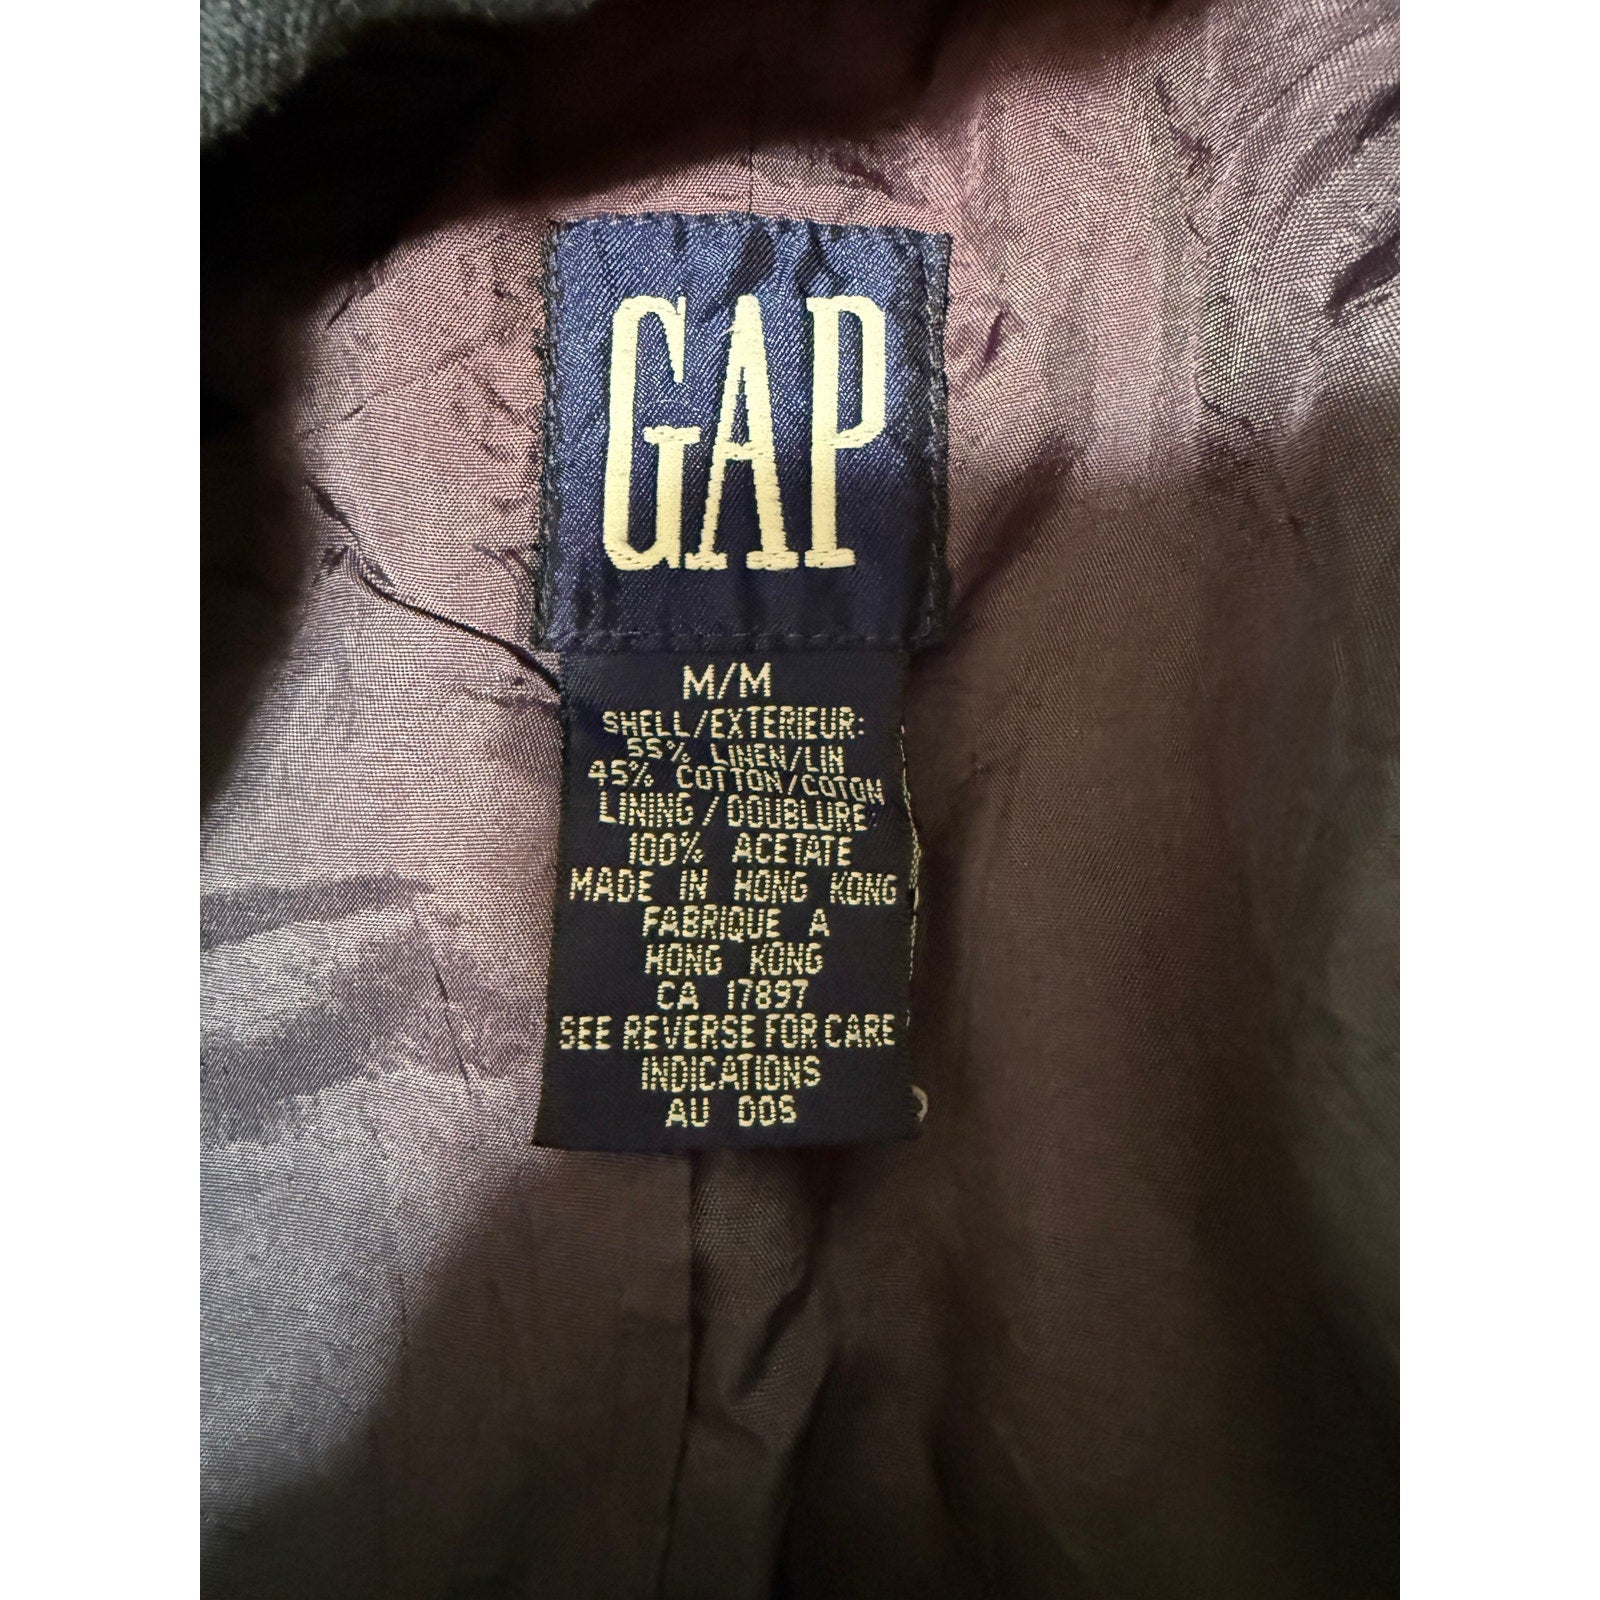 GAP
M/M
SHELL/EXTERIEUR:
55% LINEN/LIN
45% COTTON/COTON
LINING/DOUBLURE
100% ACETATE
MADE IN HONG KONG
FABRIQUE A
HONG KONG
CA 17897
SEE REVERSE FOR CARE
INDICATIONS
AU DOS